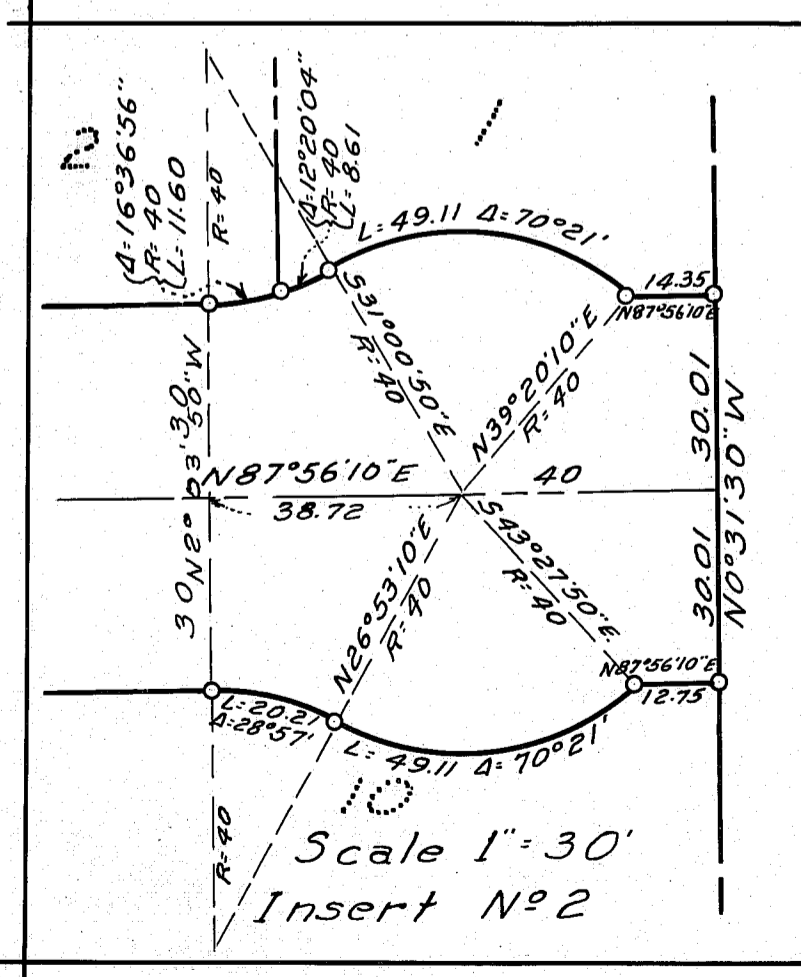 2
Δ=16°36'56"
R=40
L=11.60
R=40
Δ=12°20'04"
R=40
L=8.61
1
L=49.11 Δ=70°21'
14.35
N87°56'10"E
S31°00'50"E
R=40
N39°20'10"E
R=40
30.01
N0°31'30"W
30.01
N87°56'10"E
38.72
40
30
N26°53'10"E
R=40
S43°27'50"E.
R=40
N87°56'10"E
12.75
L=20.21
Δ=28°57'
L=49.11 Δ=70°21'
10
R=40
Scale 1"=30'
Insert Nº 2